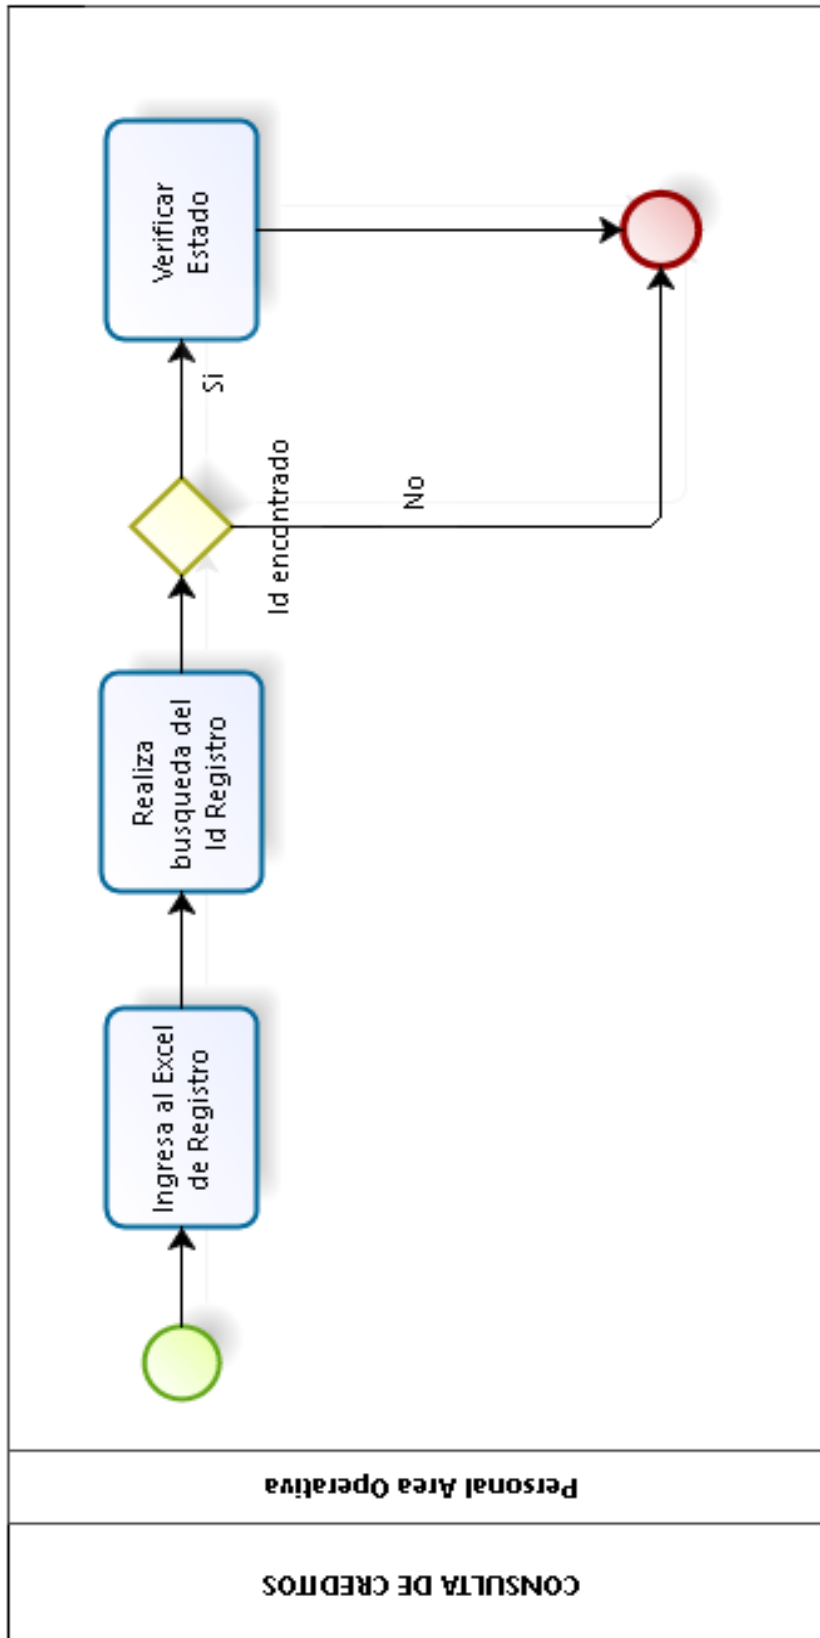 CONSULTA DE CREDITOS
Personal Area Operativa
Ingresa al Excel
de Registro
Realiza
busqueda del
Id Registro
Id encontrado
Si
No
Verificar
Estado